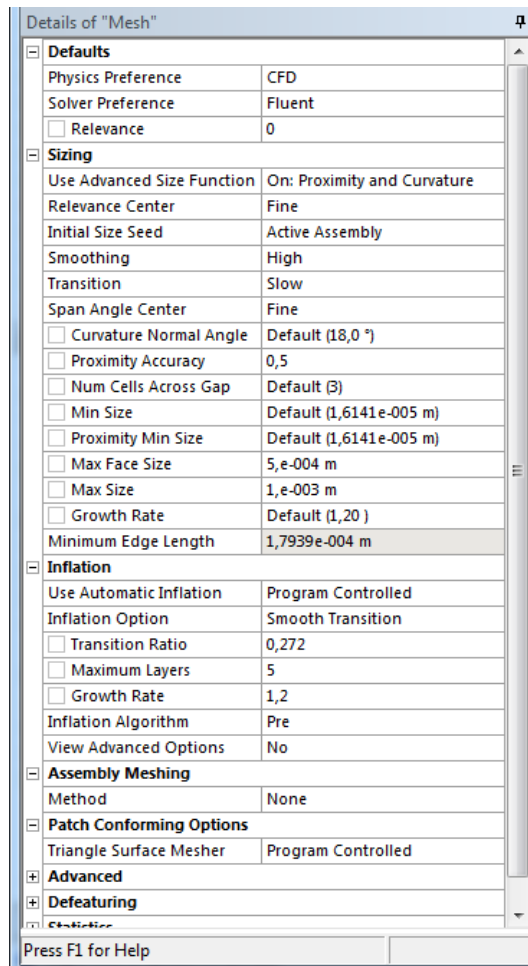 Details of "Mesh"
Defaults
Physics Preference CFD
Solver Preference Fluent
Relevance 0
Sizing
Use Advanced Size Function On: Proximity and Curvature
Relevance Center Fine
Initial Size Seed Active Assembly
Smoothing High
Transition Slow
Span Angle Center Fine
Curvature Normal Angle Default (18,0 °)
Proximity Accuracy 0,5
Num Cells Across Gap Default (3)
Min Size Default (1,6141e-005 m)
Proximity Min Size Default (1,6141e-005 m)
Max Face Size 5,e-004 m
Max Size 1,e-003 m
Growth Rate Default (1,20 )
Minimum Edge Length 1,7939e-004 m
Inflation
Use Automatic Inflation Program Controlled
Inflation Option Smooth Transition
Transition Ratio 0,272
Maximum Layers 5
Growth Rate 1,2
Inflation Algorithm Pre
View Advanced Options No
Assembly Meshing
Method None
Patch Conforming Options
Triangle Surface Mesher Program Controlled
Advanced
Defeaturing
Statistics
Press F1 for Help